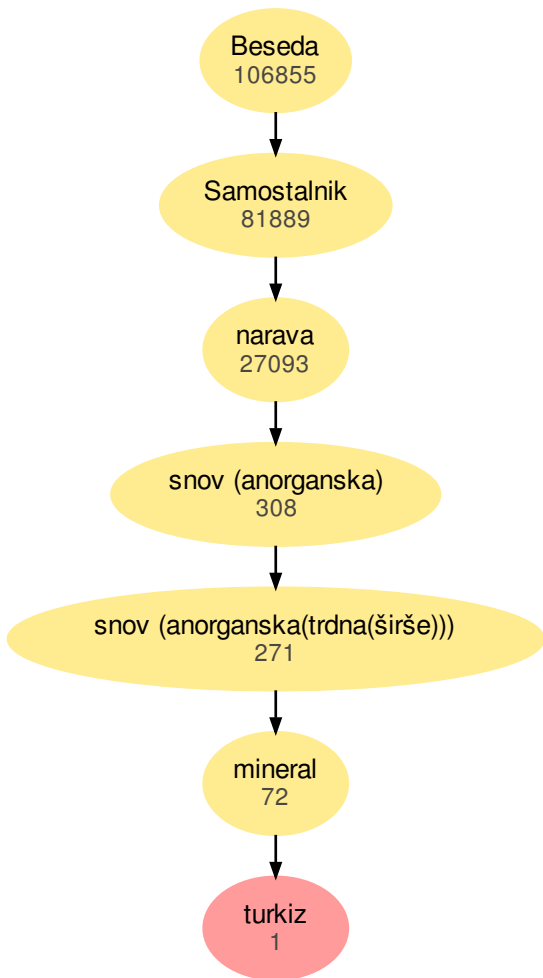 Beseda
106855
Samostalnik
81889
narava
27093
snov (anorganska)
308
snov (anorganska(trdna(širše)))
271
mineral
72
turkiz
1